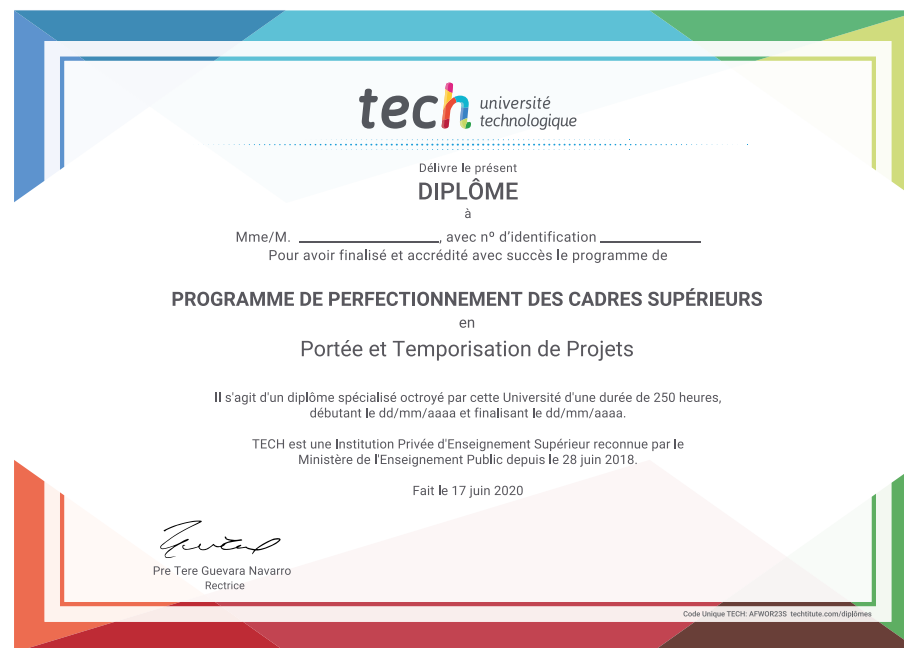 tech université
technologique
Délivre le présent
DIPLÔME
à
Mme/M. ____________________, avec nº d'identification ______________
Pour avoir finalisé et accrédité avec succès le programme de
PROGRAMME DE PERFECTIONNEMENT DES CADRES SUPÉRIEURS
en
Portée et Temporisation de Projets
Il s'agit d'un diplôme spécialisé octroyé par cette Université d'une durée de 250 heures,
débutant le dd/mm/aaaa et finalisant le dd/mm/aaaa.
TECH est une Institution Privée d'Enseignement Supérieur reconnue par le
Ministère de l'Enseignement Public depuis le 28 juin 2018.
Fait le 17 juin 2020
Pre Tere Guevara Navarro
Rectrice
Code Unique TECH: AFWOR23S techtitute.com/diplômes